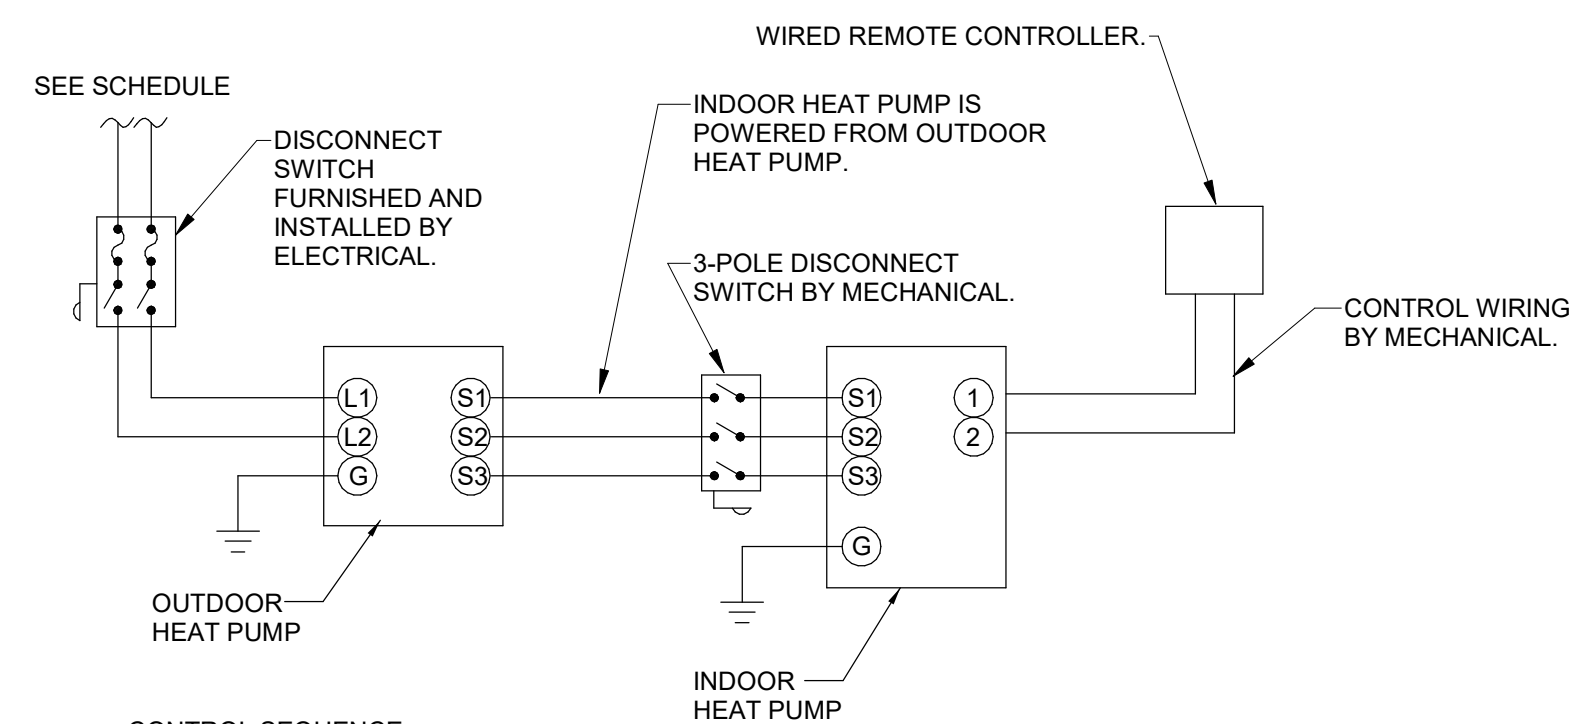 WIRED REMOTE CONTROLLER.
SEE SCHEDULE
INDOOR HEAT PUMP IS
POWERED FROM OUTDOOR
HEAT PUMP.
DISCONNECT
SWITCH
FURNISHED AND
INSTALLED BY
ELECTRICAL.
3-POLE DISCONNECT
SWITCH BY MECHANICAL.
CONTROL WIRING
BY MECHANICAL.
L1
S1
S1
1
L2
S2
S2
2
G
S3
S3
G
OUTDOOR
HEAT PUMP
INDOOR
HEAT PUMP
CONTROL SEQUENCE